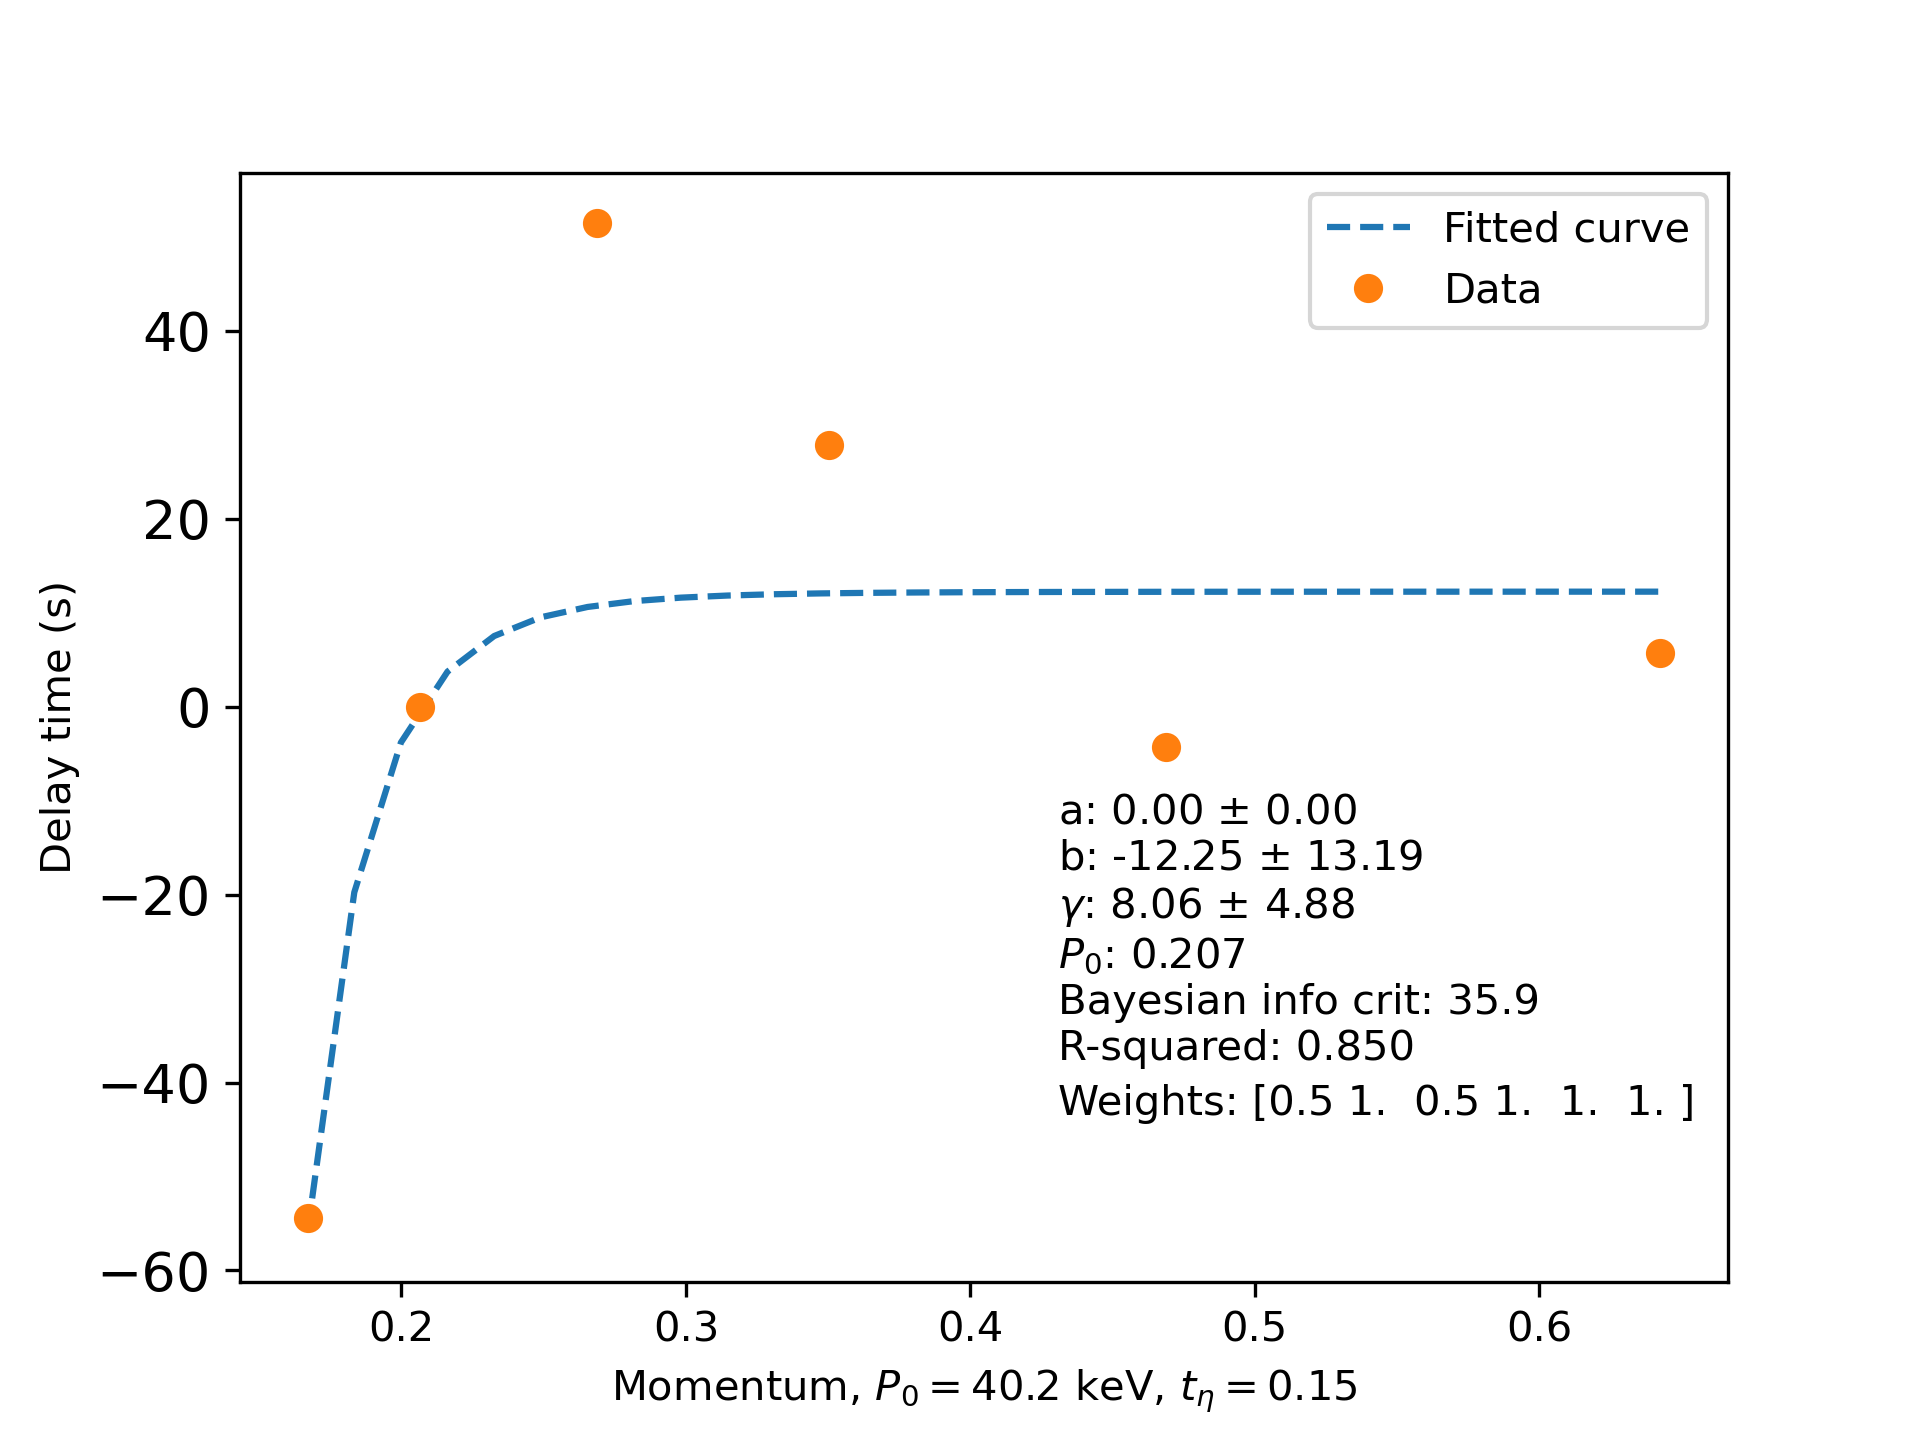 Fitted curve
Data
40
20
0
−20
−40
−60
Delay time (s)
a: 0.00 ± 0.00
b: -12.25 ± 13.19
γ: 8.06 ± 4.88
P₀: 0.207
Bayesian info crit: 35.9
R-squared: 0.850
Weights: [0.5 1.  0.5 1.  1.  1. ]
0.2 0.3 0.4 0.5 0.6
Momentum, P₀ = 40.2 keV, tη = 0.15